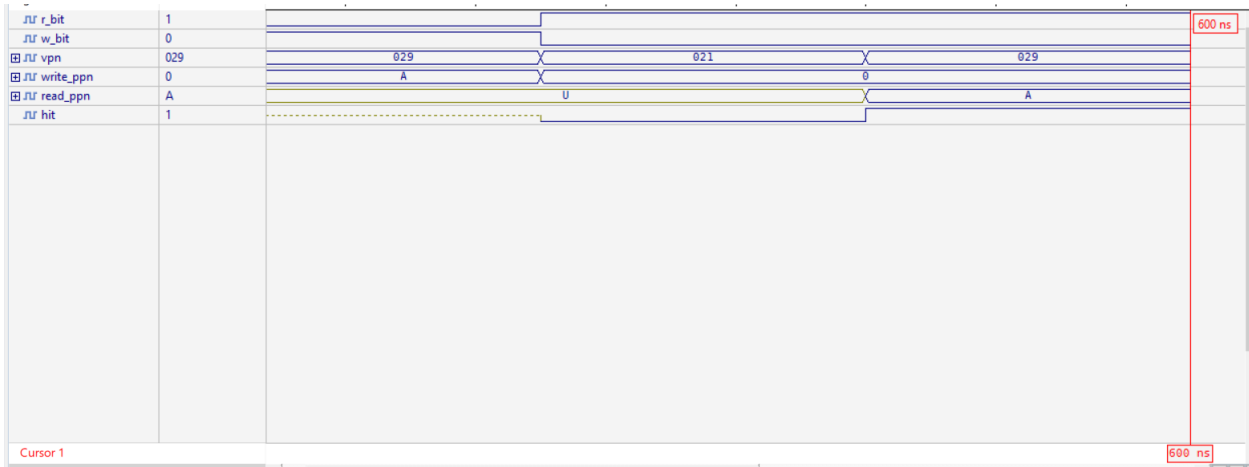 r_bit 1 600 ns
w_bit 0
vpn 029 029 021 029
write_ppn 0 A 0
read_ppn A U A
hit 1
Cursor 1 600 ns